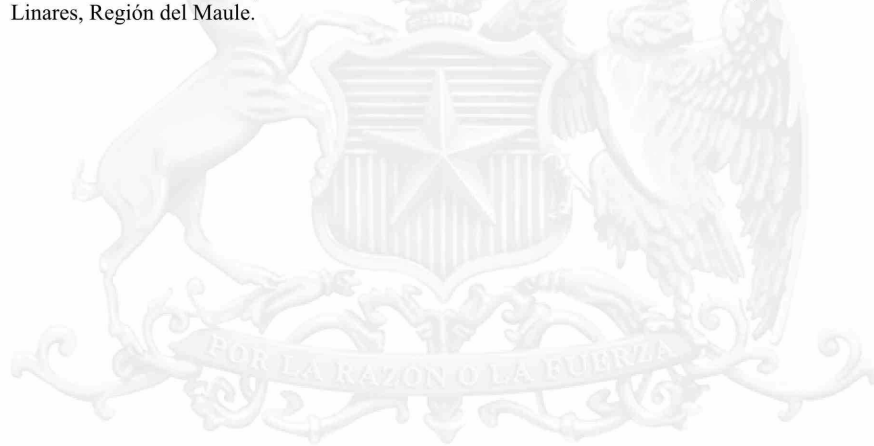 Linares, Región del Maule.
POR LA RAZON O LA FUERZA